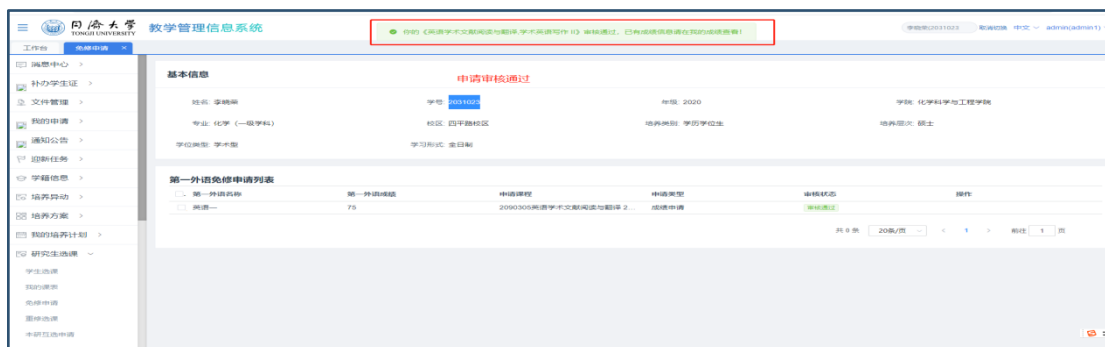 同济大学 教学管理信息系统
TONGJI UNIVERSITY
你的《英语学术文献阅读与翻译,学术英语写作 II》审核通过，已有成绩信息请在我的成绩查看！
2031023 取消切换 中文 admin(admin1)
工作台 免修申请 ×
消息中心 >
补办学生证 >
文件管理 >
我的申请 >
通知公告 >
迎新任务 >
学籍信息 >
培养异动 >
培养方案 >
我的培养计划 >
研究生选课
学生选课
我的课表
免修申请
重修选课
本研互选申请
基本信息
申请审核通过
姓名: 李晓荣 学号: 2031023 年级: 2020 学院: 化学科学与工程学院
专业: 化学（一级学科） 校区: 四平路校区 培养类别: 学历学位生 培养层次: 硕士
学位类型: 学术型 学习形式: 全日制
第一外语免修申请列表
第一外语名称 第一外语成绩 申请课程 申请类型 审核状态 操作
英语一 75 2090305英语学术文献阅读与翻译 2... 成绩申请 审核通过
共 0 条 20条/页 < 1 > 前往 1 页